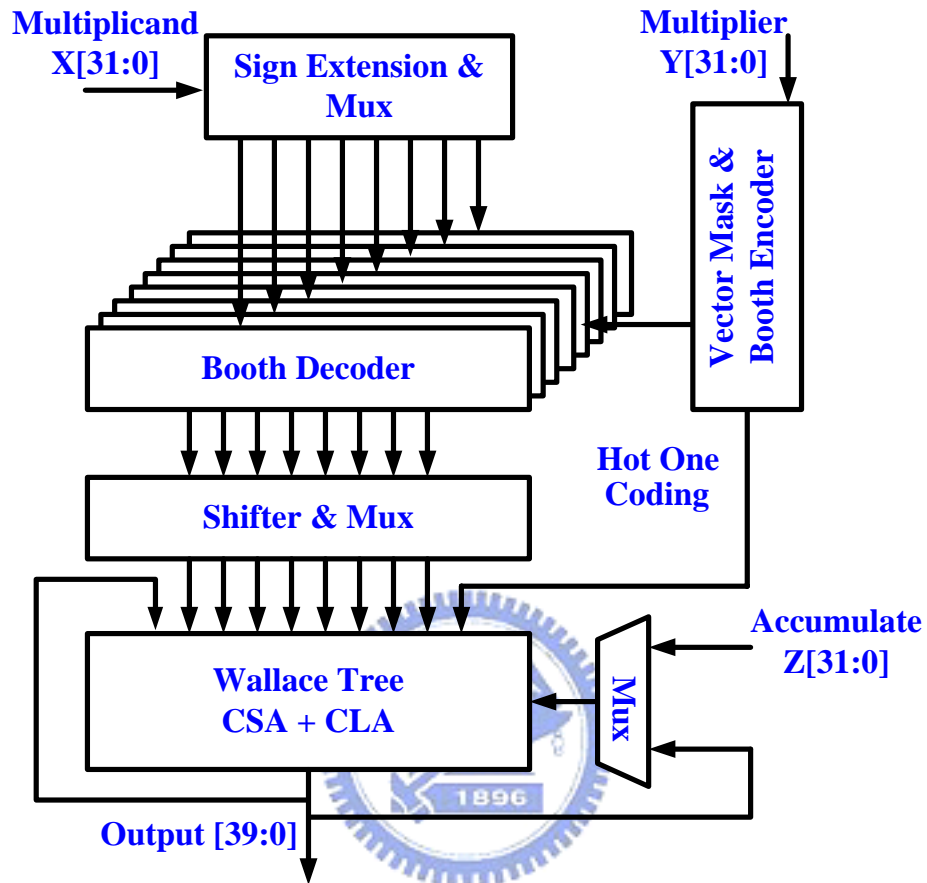 Multiplicand
X[31:0]
Sign Extension &
Mux
Multiplier
Y[31:0]
Vector Mask &
Booth Encoder
Booth Decoder
Hot One
Coding
Shifter & Mux
Accumulate
Z[31:0]
Wallace Tree
CSA + CLA
Mux
1896
Output [39:0]